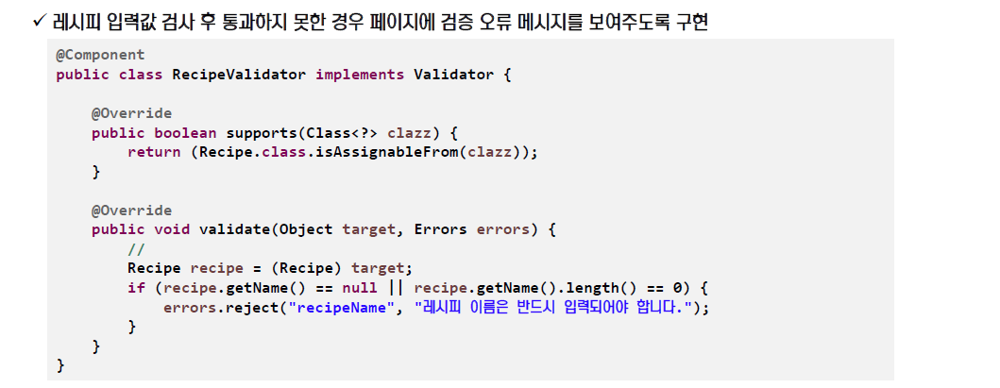 ✓ 레시피 입력값 검사 후 통과하지 못한 경우 페이지에 검증 오류 메시지를 보여주도록 구현
@Component
public class RecipeValidator implements Validator {
@Override
public boolean supports(Class<?> clazz) {
return (Recipe.class.isAssignableFrom(clazz));
}
@Override
public void validate(Object target, Errors errors) {
//
Recipe recipe = (Recipe) target;
if (recipe.getName() == null || recipe.getName().length() == 0) {
errors.reject("recipeName", "레시피 이름은 반드시 입력되어야 합니다.");
}
}
}